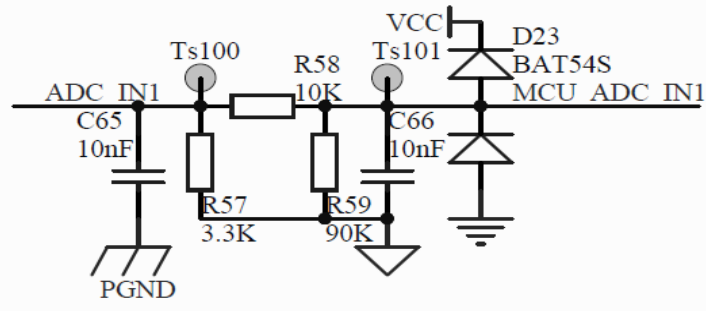 VCC
D23
Ts100
Ts101
R58
BAT54S
ADC IN1
10K
MCU ADC IN1
C65
C66
10nF
10nF
R57
R59
3.3K
90K
PGND